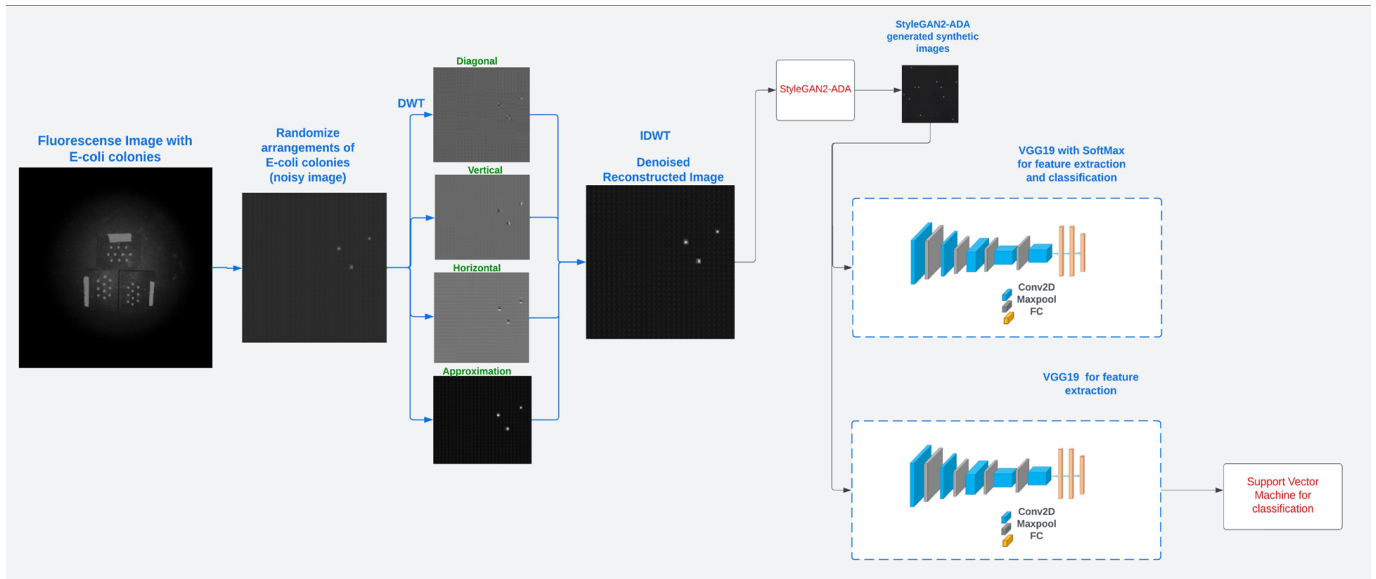 Fluorescense Image with
E-coli colonies
Randomize
arrangements of
E-coli colonies
(noisy image)
DWT
Diagonal
Vertical
Horizontal
Approximation
IDWT
Denoised
Reconstructed Image
StyleGAN2-ADA
StyleGAN2-ADA
generated synthetic
images
VGG19 with SoftMax
for feature extraction
and classification
Conv2D
Maxpool
FC
VGG19 for feature
extraction
Conv2D
Maxpool
FC
Support Vector
Machine for
classification